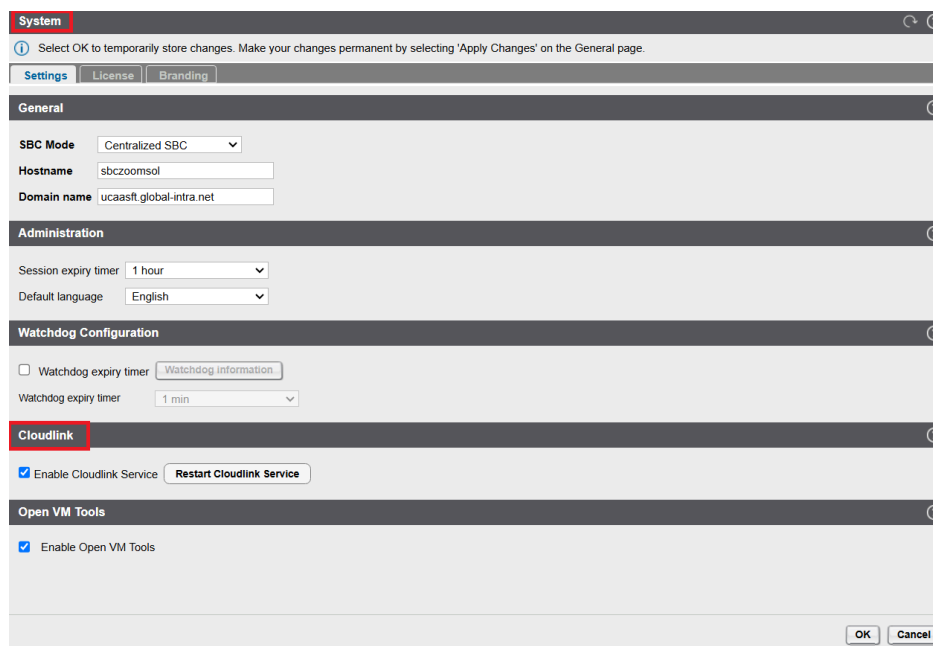 System
Select OK to temporarily store changes. Make your changes permanent by selecting 'Apply Changes' on the General page.
Settings License Branding
General
SBC Mode Centralized SBC
Hostname sbczoomsol
Domain name ucaasft.global-intra.net
Administration
Session expiry timer 1 hour
Default language English
Watchdog Configuration
Watchdog expiry timer Watchdog information
Watchdog expiry timer 1 min
Cloudlink
Enable Cloudlink Service Restart Cloudlink Service
Open VM Tools
Enable Open VM Tools
OK Cancel